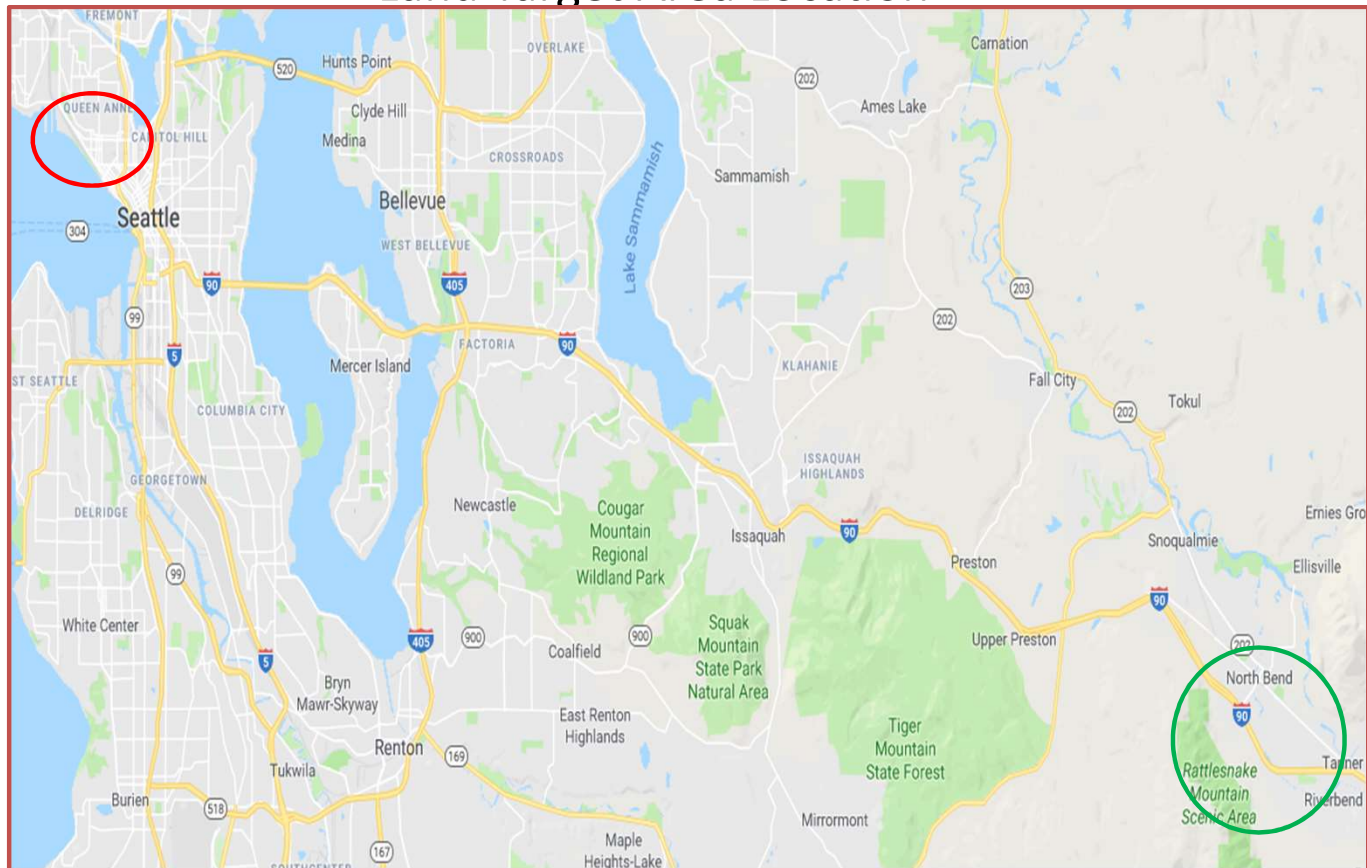 Land Target Area Location
FREMONT
OVERLAKE
Carnation
Hunts Point
520
202
QUEEN ANNE
Clyde Hill
Ames Lake
CAPITOL HILL
Medina
CROSSROADS
Sammamish
Bellevue
Lake Sammamish
Seattle
304
WEST BELLEVUE
90
405
203
99
202
5
FACTORIA
90
Mercer Island
KLAHANIE
ST SEATTLE
Fall City
COLUMBIA CITY
202
Tokul
ISSAQUAH
HIGHLANDS
GEORGETOWN
Newcastle
DELRIDGE
Cougar
Mountain
Regional
Wildland Park
Issaquah
90
Ernies Gro
Snoqualmie
Preston
Ellisville
99
90
White Center
405
900
900
Squak
Mountain
State Park
Natural Area
Upper Preston
Coalfield
202
5
Bryn
Mawr-Skyway
North Bend
East Renton
Highlands
90
Tiger
Mountain
State Forest
Renton
169
Tukwila
Tanner
Rattlesnake
Mountain
Scenic Area
Riverbend
Burien
518
Mirrormont
167
Maple
Heights-Lake
SOUTHCENTER